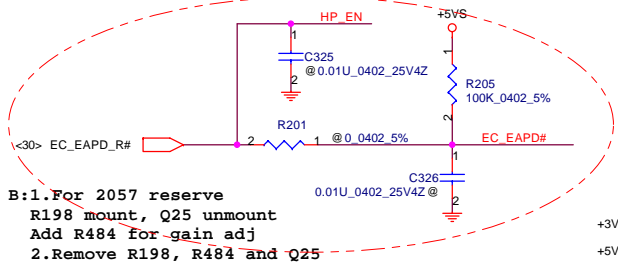 HP_EN
+5VS
1
C325
@ 0.01U_0402_25V4Z
2
1
R205
100K_0402_5%
2
<30> EC_EAPD_R#
2
R201
1
@ 0_0402_5%
EC_EAPD#
1
C326
0.01U_0402_25V4Z @
2
B:1.For 2057 reserve
R198 mount, Q25 unmount
Add R484 for gain adj
2.Remove R198, R484 and Q25
+3V
+5V